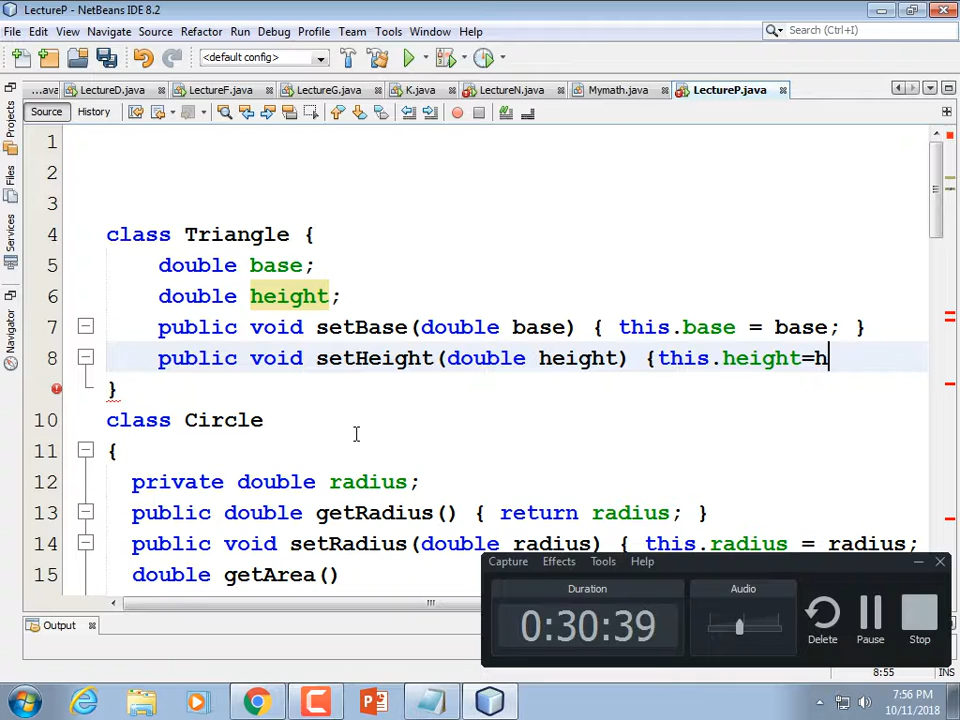 LectureP - NetBeans IDE 8.2
File Edit View Navigate Source Refactor Run Debug Profile Team Tools Window Help
Search (Ctrl+I)
<default config>
...ava LectureD.java LectureF.java LectureG.java K.java LectureN.java Mymath.java LectureP.java
Source History
Projects
Files
Services
Navigator
1
2
3
4 class Triangle {
5 double base;
6 double height;
7 public void setBase(double base) { this.base = base; }
8 public void setHeight(double height) {this.height=h
}
10 class Circle
11 {
12 private double radius;
13 public double getRadius() { return radius; }
14 public void setRadius(double radius) { this.radius = radius;
15 double getArea()
Output
Capture Effects Tools Help
Duration Audio
0:30:39
Delete Pause Stop
8:55 INS
7:56 PM
10/11/2018